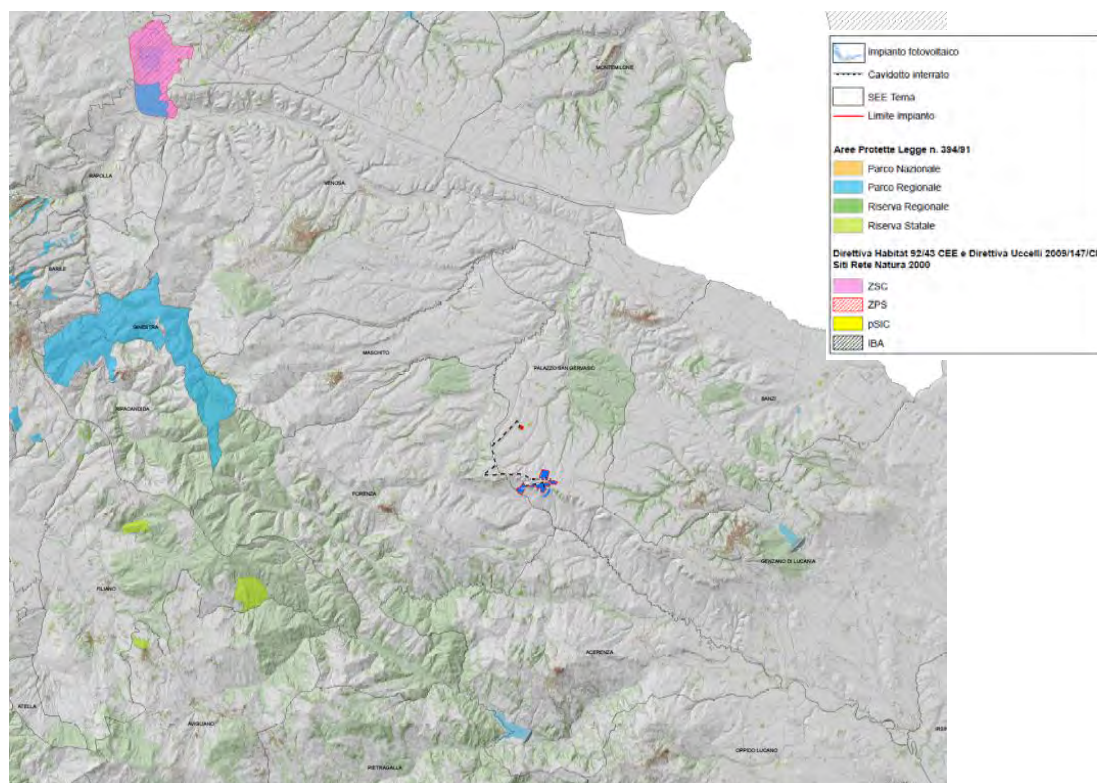 MONTEMILONE
RAPOLLA
VENOSA
BARILE
GINESTRA
MASCHITO
PALAZZO SAN GERVASIO
BANZI
RIPACANDIDA
FORENZA
GENZANO DI LUCANIA
FILIANO
ACERENZA
ATELLA
AVIGLIANO
OPPIDO LUCANO
PIETRAGALLA
Impianto fotovoltaico
Cavidotto interrato
SEE Terna
Limite impianto
Aree Protette Legge n. 394/91
Parco Nazionale
Parco Regionale
Riserva Regionale
Riserva Statale
Direttiva Habitat 92/43 CEE e Direttiva Uccelli 2009/147/CE
Siti Rete Natura 2000
ZSC
ZPS
pSIC
IBA